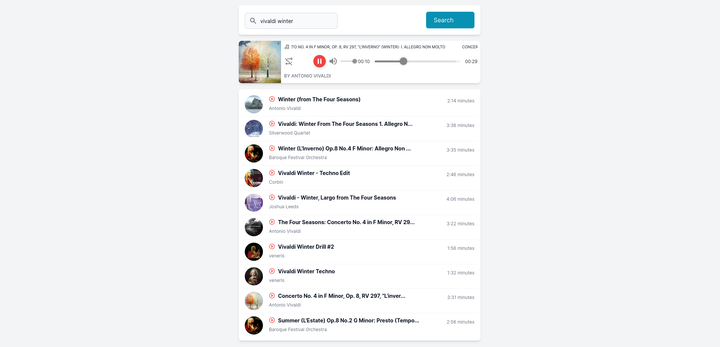 vivaldi winter
Search
TO NO. 4 IN F MINOR, OP. 8, RV 297, "L'INVERNO" (WINTER): I. ALLEGRO NON MOLTO CONCER
00:10
00:29
BY ANTONIO VIVALDI
Winter (from The Four Seasons) 2:14 minutes
Antonio Vivaldi
Vivaldi: Winter From The Four Seasons 1. Allegro N... 3:36 minutes
Silverwood Quartet
Winter (L'Inverno) Op.8 No.4 F Minor: Allegro Non ... 3:35 minutes
Baroque Festival Orchestra
Vivaldi Winter - Techno Edit 2:46 minutes
Corbin
Vivaldi - Winter, Largo from The Four Seasons 4:06 minutes
Joshua Leeds
The Four Seasons: Concerto No. 4 in F Minor, RV 29... 3:22 minutes
Antonio Vivaldi
Vivaldi Winter Drill #2 1:56 minutes
veneris
Vivaldi Winter Techno 1:32 minutes
veneris
Concerto No. 4 in F Minor, Op. 8, RV 297, "L'inver... 3:31 minutes
Antonio Vivaldi
Summer (L'Estate) Op.8 No.2 G Minor: Presto (Tempo... 2:06 minutes
Baroque Festival Orchestra